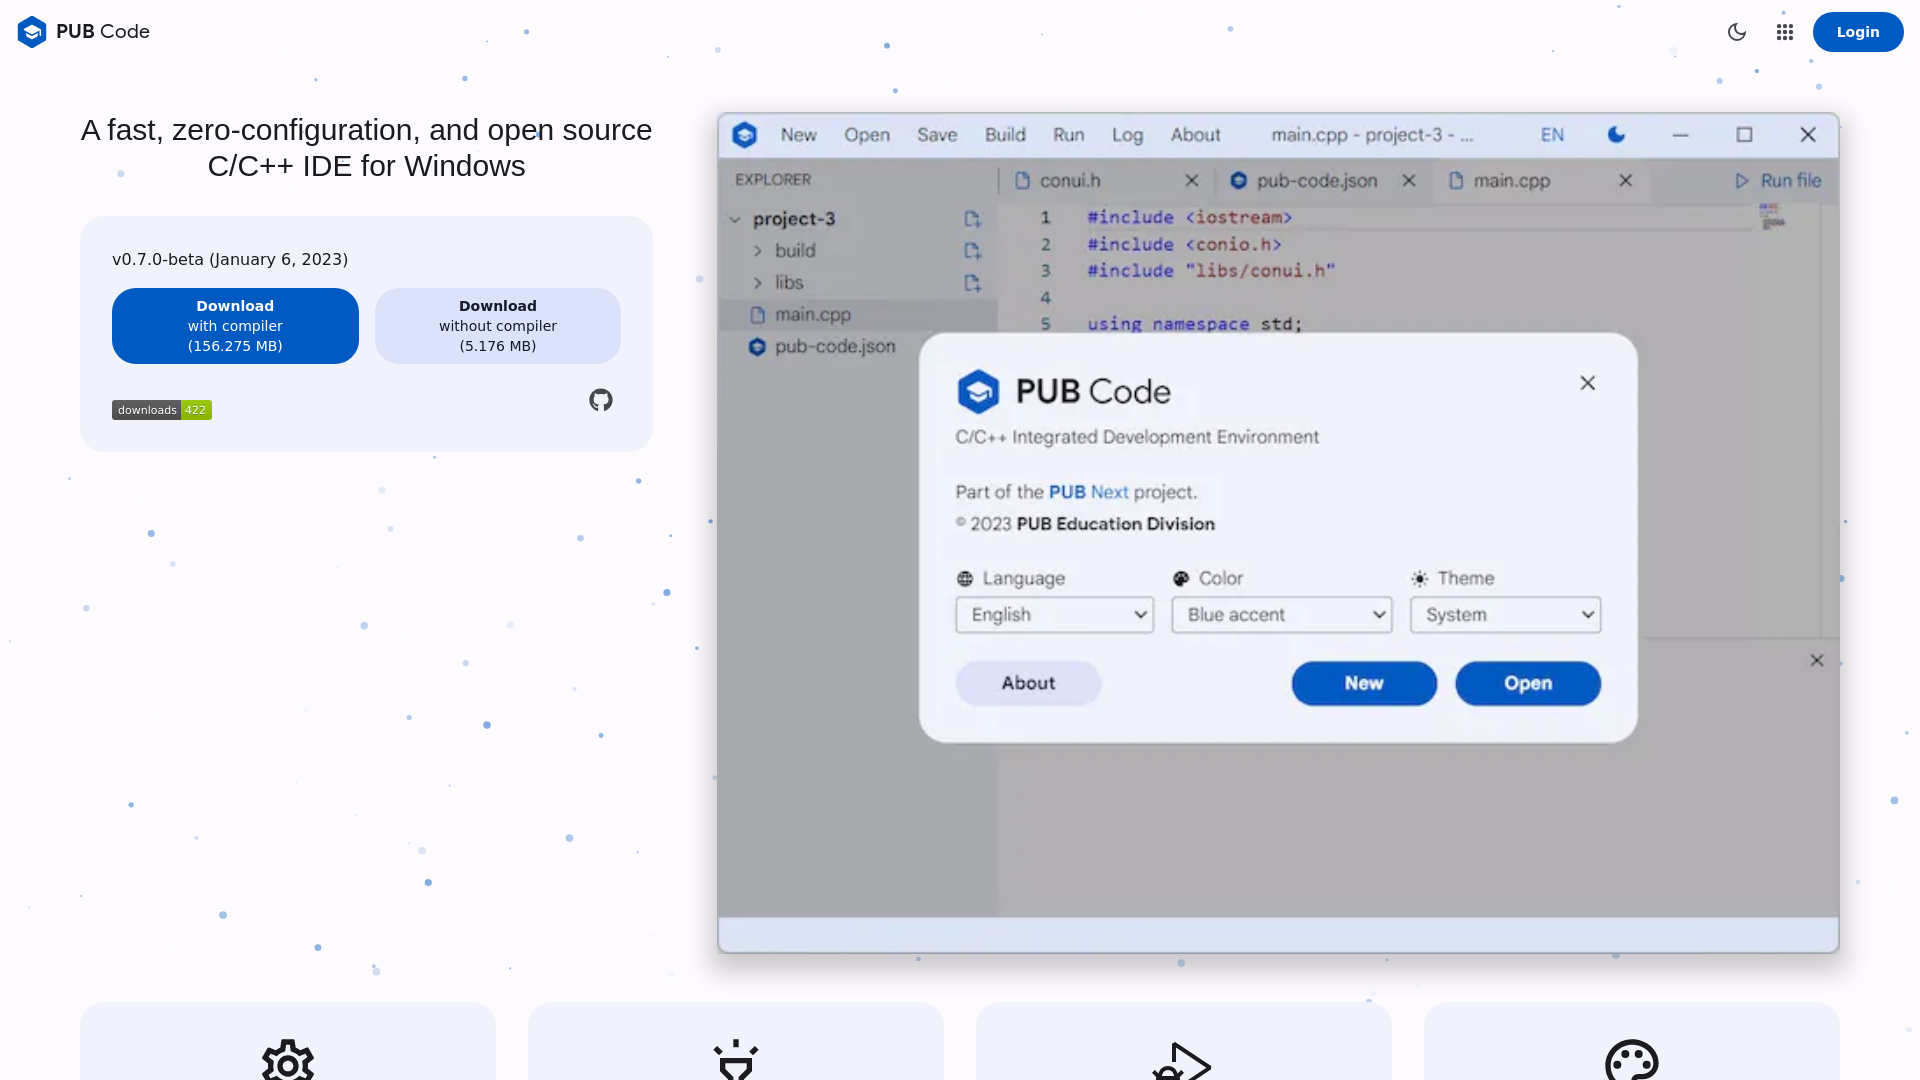 PUB Code
Login
A fast, zero-configuration, and open source
C/C++ IDE for Windows
v0.7.0-beta (January 6, 2023)
Download
with compiler
(156.275 MB)
Download
without compiler
(5.176 MB)
downloads 422
New Open Save Build Run Log About main.cpp - project-3 - ... EN
EXPLORER
project-3
build
libs
main.cpp
pub-code.json
conui.h pub-code.json main.cpp Run file
1 #include <iostream>
2 #include <conio.h>
3 #include "libs/conui.h"
4
5 using namespace std;
PUB Code
C/C++ Integrated Development Environment
Part of the PUB Next project.
© 2023 PUB Education Division
Language Color Theme
English Blue accent System
About New Open